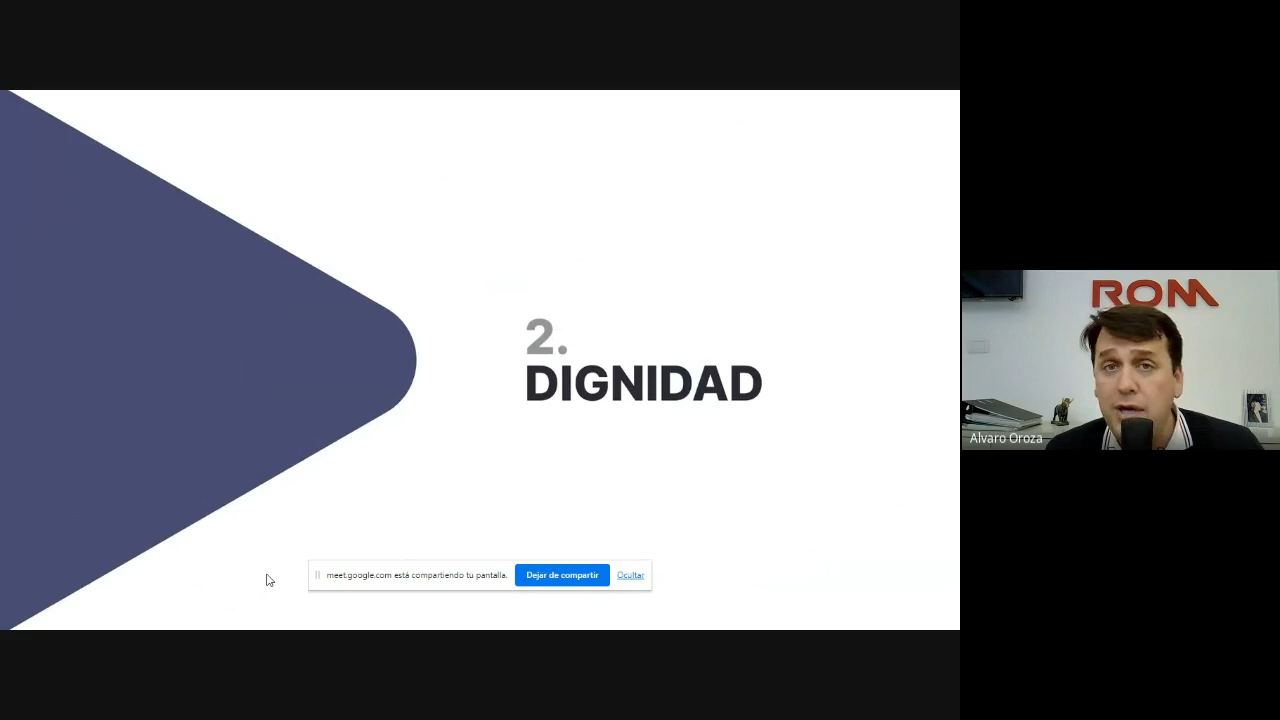 2.
DIGNIDAD
meet.google.com está compartiendo tu pantalla.
Dejar de compartir
Ocultar
ROM
Alvaro Oroza